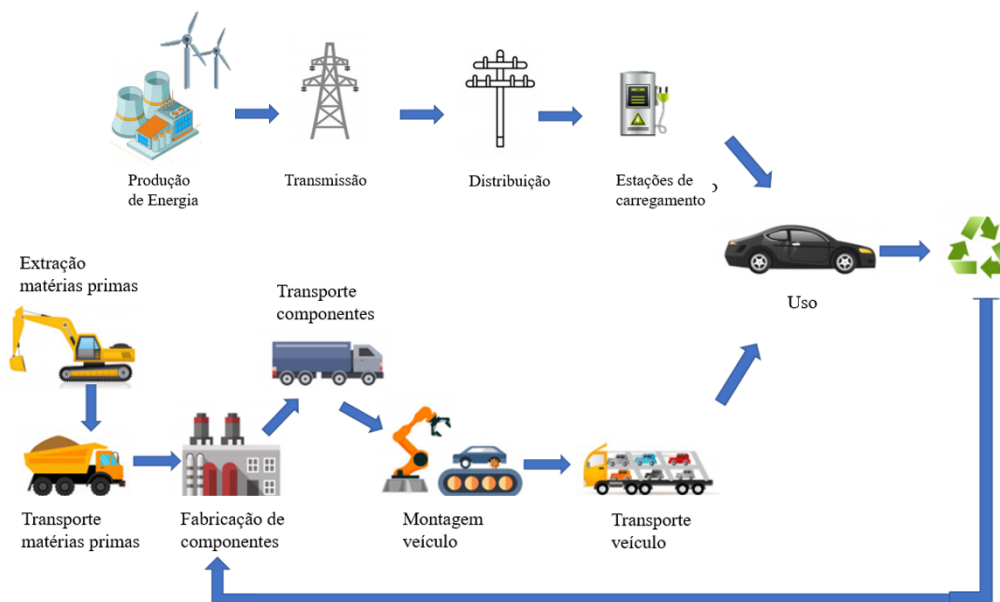 Produção
de Energia
Transmissão
Distribuição
Estações de
carregamento
o
Extração
matérias primas
Transporte
componentes
Uso
Transporte
matérias primas
Fabricação de
componentes
Montagem
veículo
Transporte
veículo